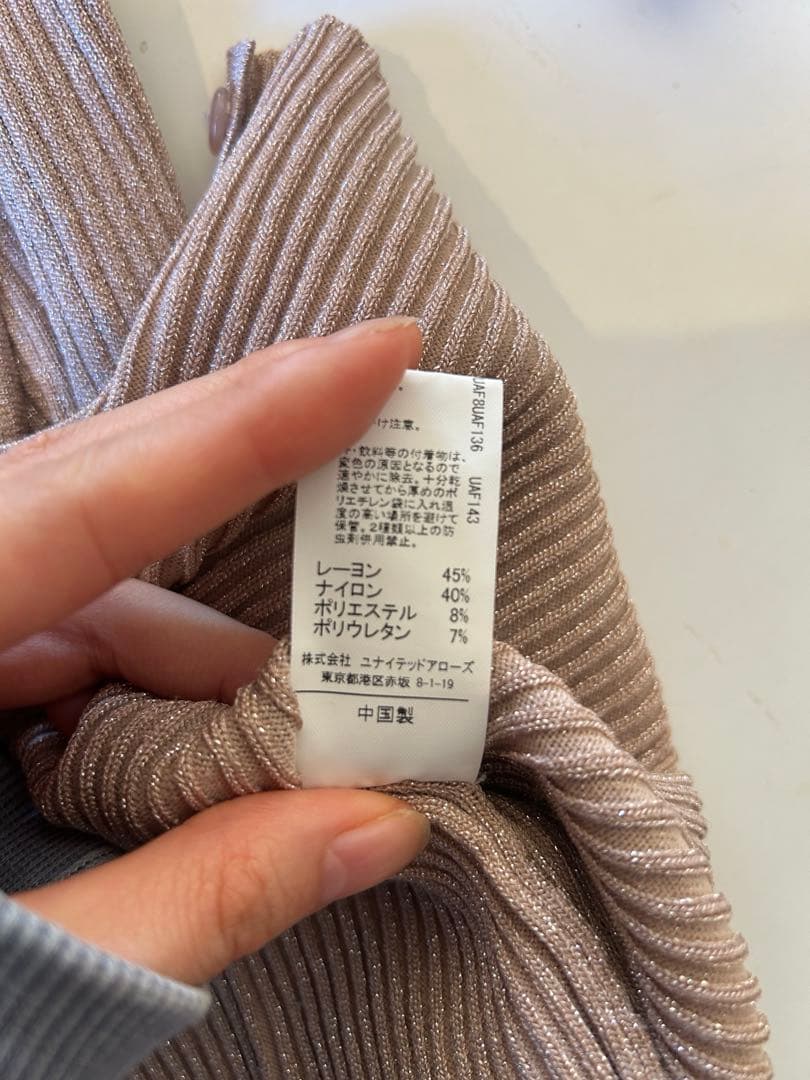 け注意。
・飲料等の付着物は、
変色の原因となるので
速やかに除去。十分乾
燥させてから厚めのポ
リエチレン袋に入れ温
度の高い場所を避けて
保管。2種類以上の防
虫剤併用禁止。
レーヨン 45%
ナイロン 40%
ポリエステル 8%
ポリウレタン 7%
株式会社 ユナイテッドアローズ
東京都港区赤坂 8-1-19
中国製
UAF8UAF136 UAF143